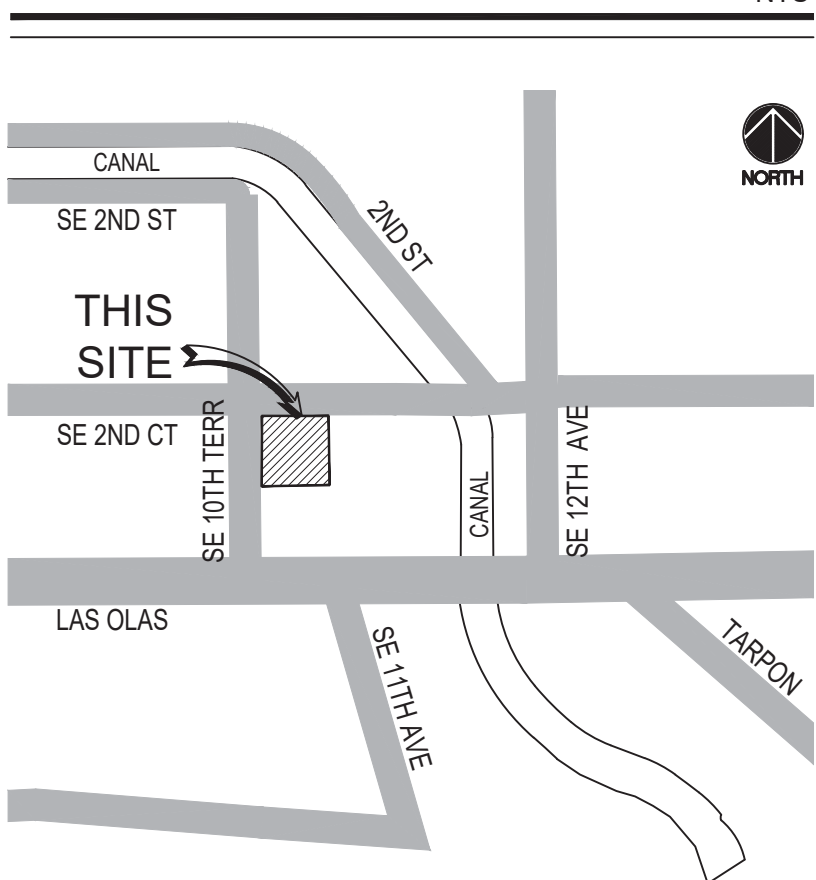 CANAL
NORTH
SE 2ND ST
2ND ST
THIS
SITE
SE 2ND CT
SE 10TH TERR
CANAL
SE 12TH AVE
LAS OLAS
SE 11TH AVE
TARPON